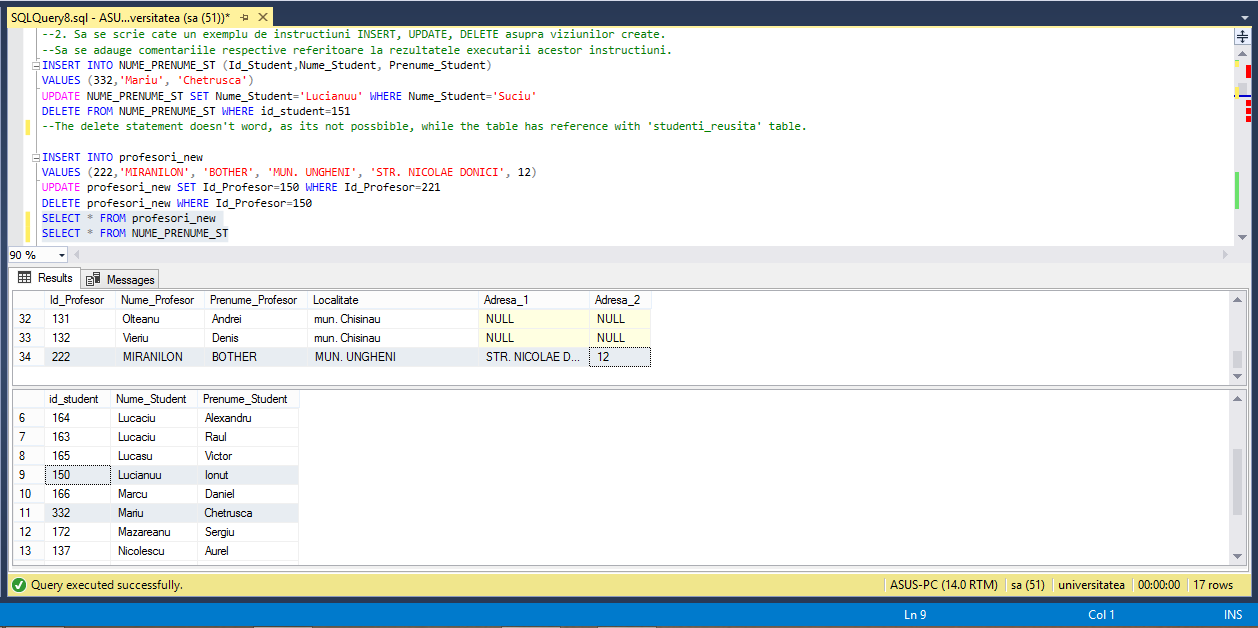 SQLQuery8.sql - ASU...versitatea (sa (51))*
--2. Sa se scrie cate un exemplu de instructiuni INSERT, UPDATE, DELETE asupra viziunilor create.
--Sa se adauge comentariile respective referitoare la rezultatele executarii acestor instructiuni.
INSERT INTO NUME_PRENUME_ST (Id_Student,Nume_Student, Prenume_Student)
VALUES (332,'Mariu', 'Chetrusca')
UPDATE NUME_PRENUME_ST SET Nume_Student='Lucianuu' WHERE Nume_Student='Suciu'
DELETE FROM NUME_PRENUME_ST WHERE id_student=151
--The delete statement doesn't word, as its not possbible, while the table has reference with 'studenti_reusita' table.
INSERT INTO profesori_new
VALUES (222,'MIRANILON', 'BOTHER', 'MUN. UNGHENI', 'STR. NICOLAE DONICI', 12)
UPDATE profesori_new SET Id_Profesor=150 WHERE Id_Profesor=221
DELETE profesori_new WHERE Id_Profesor=150
SELECT * FROM profesori_new
SELECT * FROM NUME_PRENUME_ST
90 %
Results Messages
Id_Profesor Nume_Profesor Prenume_Profesor Localitate Adresa_1 Adresa_2
32 131 Olteanu Andrei mun. Chisinau NULL NULL
33 132 Vieriu Denis mun. Chisinau NULL NULL
34 222 MIRANILON BOTHER MUN. UNGHENI STR. NICOLAE D... 12
id_student Nume_Student Prenume_Student
6 164 Lucaciu Alexandru
7 163 Lucaciu Raul
8 165 Lucasu Victor
9 150 Lucianuu Ionut
10 166 Marcu Daniel
11 332 Mariu Chetrusca
12 172 Mazareanu Sergiu
13 137 Nicolescu Aurel
Query executed successfully. ASUS-PC (14.0 RTM) sa (51) universitatea 00:00:00 17 rows
Ln 9 Col 1 INS